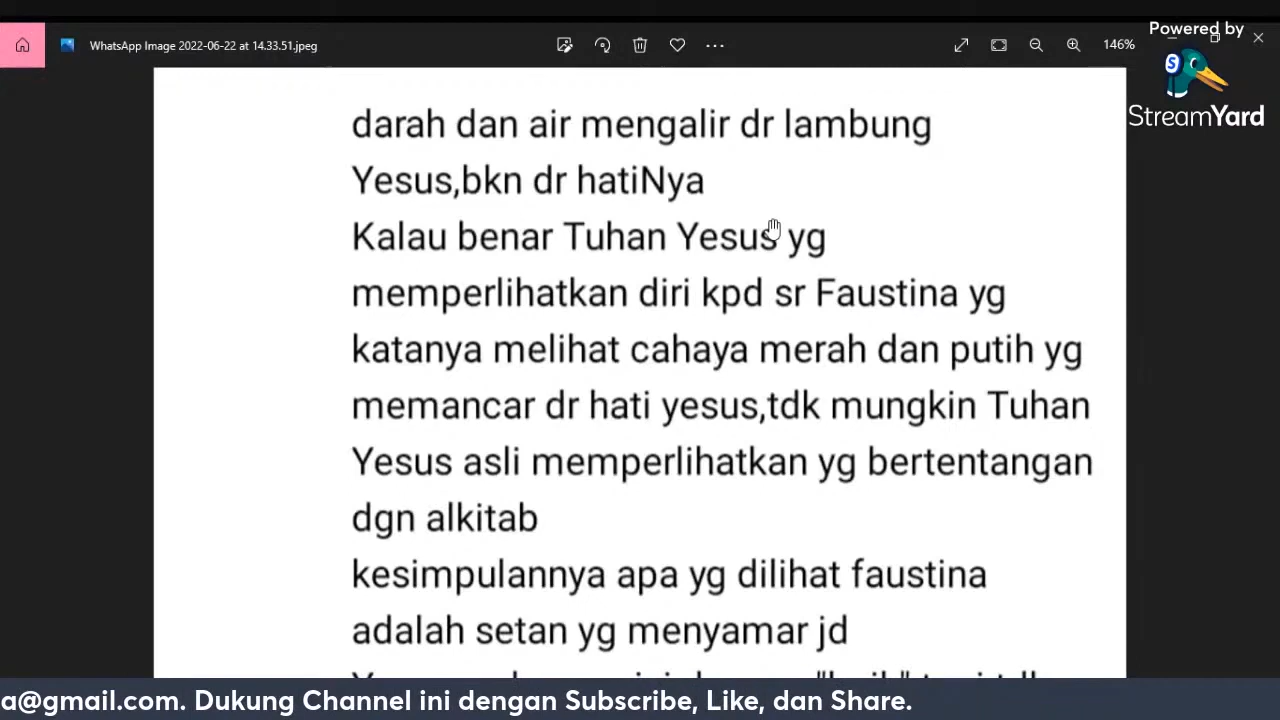 WhatsApp Image 2022-06-22 at 14.33.51.jpeg
146%
Powered by
StreamYard
darah dan air mengalir dr lambung
Yesus,bkn dr hatiNya
Kalau benar Tuhan Yesus yg
memperlihatkan diri kpd sr Faustina yg
katanya melihat cahaya merah dan putih yg
memancar dr hati yesus,tdk mungkin Tuhan
Yesus asli memperlihatkan yg bertentangan
dgn alkitab
kesimpulannya apa yg dilihat faustina
adalah setan yg menyamar jd
a@gmail.com. Dukung Channel ini dengan Subscribe, Like, dan Share.